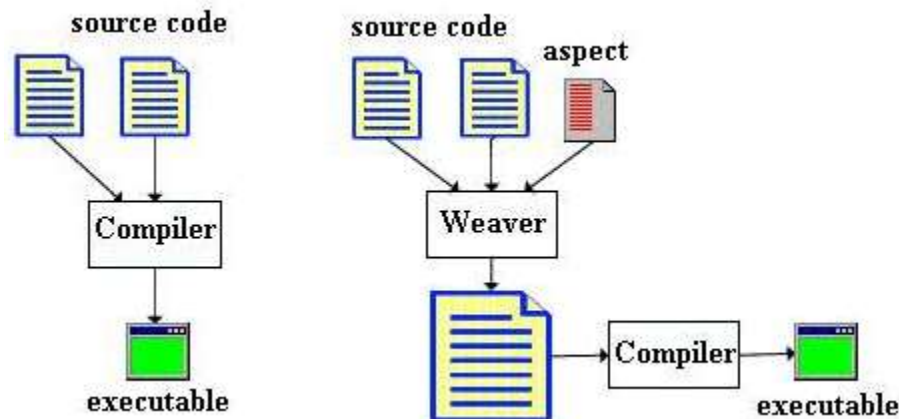 source code
Compiler
executable
source code
aspect
Weaver
Compiler
executable